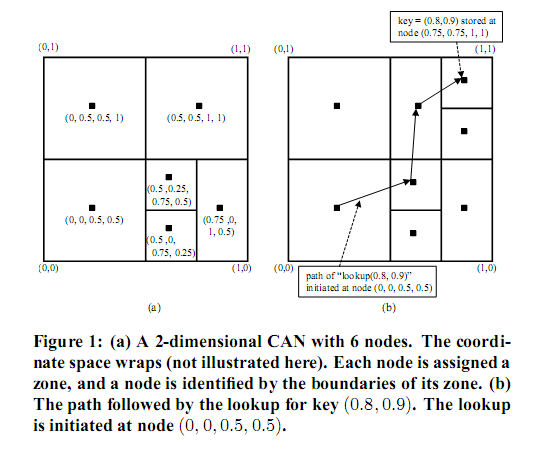 key = (0.8,0.9) stored at
node (0.75, 0.75, 1, 1)
(0,1)
(1,1)
(0,1)
(1,1)
(0, 0.5, 0.5, 1)
(0.5, 0.5, 1, 1)
(0.5 ,0.25,
0.75, 0.5)
(0, 0, 0.5, 0.5)
(0.75 ,0,
1, 0.5)
(0.5 ,0,
0.75, 0.25)
(0,0)
(1,0)
(0,0)
(1,0)
path of “lookup(0.8, 0.9)”
initiated at node (0, 0, 0.5, 0.5)
(a)
(b)
Figure 1: (a) A 2-dimensional CAN with 6 nodes. The coordi-
nate space wraps (not illustrated here). Each node is assigned a
zone, and a node is identified by the boundaries of its zone. (b)
The path followed by the lookup for key (0.8, 0.9). The lookup
is initiated at node (0, 0, 0.5, 0.5).